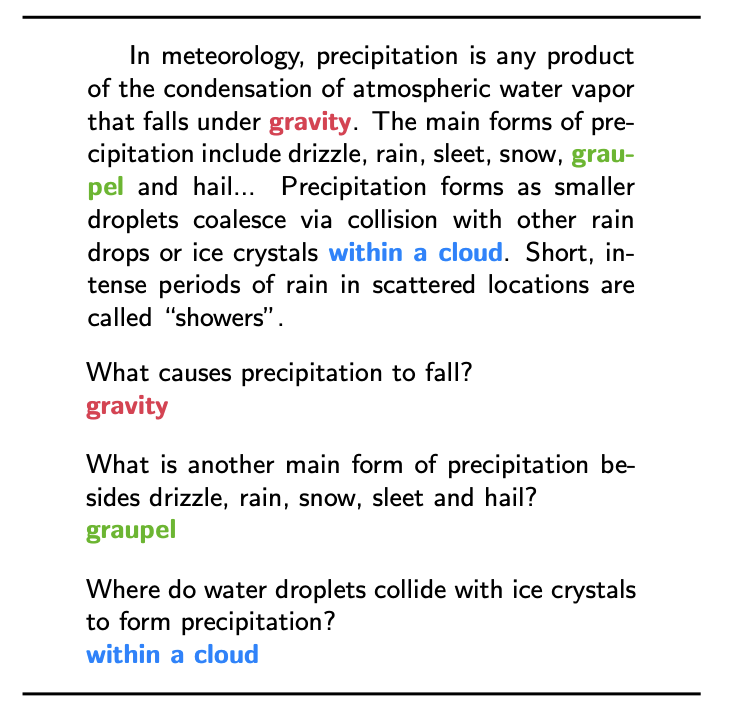 In meteorology, precipitation is any product
of the condensation of atmospheric water vapor
that falls under gravity. The main forms of pre-
cipitation include drizzle, rain, sleet, snow, grau-
pel and hail... Precipitation forms as smaller
droplets coalesce via collision with other rain
drops or ice crystals within a cloud. Short, in-
tense periods of rain in scattered locations are
called “showers”.
What causes precipitation to fall?
gravity
What is another main form of precipitation be-
sides drizzle, rain, snow, sleet and hail?
graupel
Where do water droplets collide with ice crystals
to form precipitation?
within a cloud